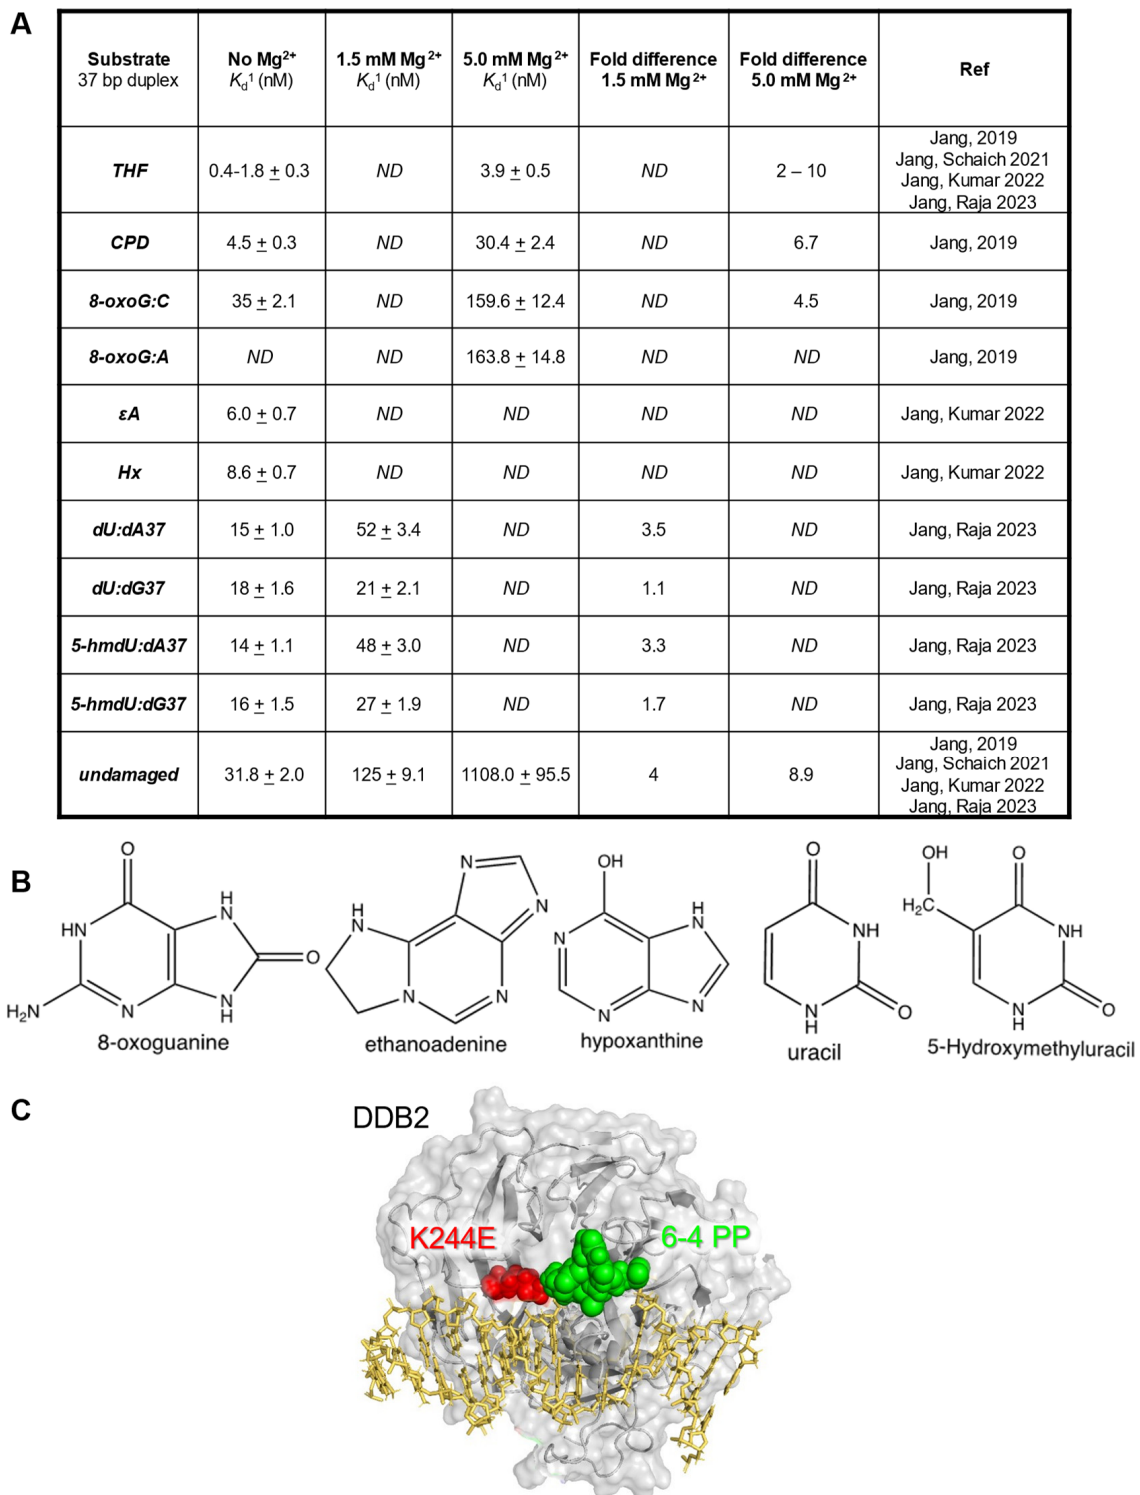 A
Substrate
37 bp duplex
No Mg2+
Kd1 (nM)
1.5 mM Mg2+
Kd1 (nM)
5.0 mM Mg2+
Kd1 (nM)
Fold difference
1.5 mM Mg2+
Fold difference
5.0 mM Mg2+
Ref
THF
0.4-1.8 ± 0.3
ND
3.9 ± 0.5
ND
2 – 10
Jang, 2019
Jang, Schaich 2021
Jang, Kumar 2022
Jang, Raja 2023
CPD
4.5 ± 0.3
ND
30.4 ± 2.4
ND
6.7
Jang, 2019
8-oxoG:C
35 ± 2.1
ND
159.6 ± 12.4
ND
4.5
Jang, 2019
8-oxoG:A
ND
ND
163.8 ± 14.8
ND
ND
Jang, 2019
εA
6.0 ± 0.7
ND
ND
ND
ND
Jang, Kumar 2022
Hx
8.6 ± 0.7
ND
ND
ND
ND
Jang, Kumar 2022
dU:dA37
15 ± 1.0
52 ± 3.4
ND
3.5
ND
Jang, Raja 2023
dU:dG37
18 ± 1.6
21 ± 2.1
ND
1.1
ND
Jang, Raja 2023
5-hmdU:dA37
14 ± 1.1
48 ± 3.0
ND
3.3
ND
Jang, Raja 2023
5-hmdU:dG37
16 ± 1.5
27 ± 1.9
ND
1.7
ND
Jang, Raja 2023
undamaged
31.8 ± 2.0
125 ± 9.1
1108.0 ± 95.5
4
8.9
Jang, 2019
Jang, Schaich 2021
Jang, Kumar 2022
Jang, Raja 2023
B
O
HN
H
N
O
H2N
N
N
H
8-oxoguanine
N
N
H
N
N
N
ethanoadenine
OH
N
H
N
N
N
hypoxanthine
O
NH
N
H
O
uracil
OH
H2C
O
NH
N
H
O
5-Hydroxymethyluracil
C
DDB2
K244E
6-4 PP